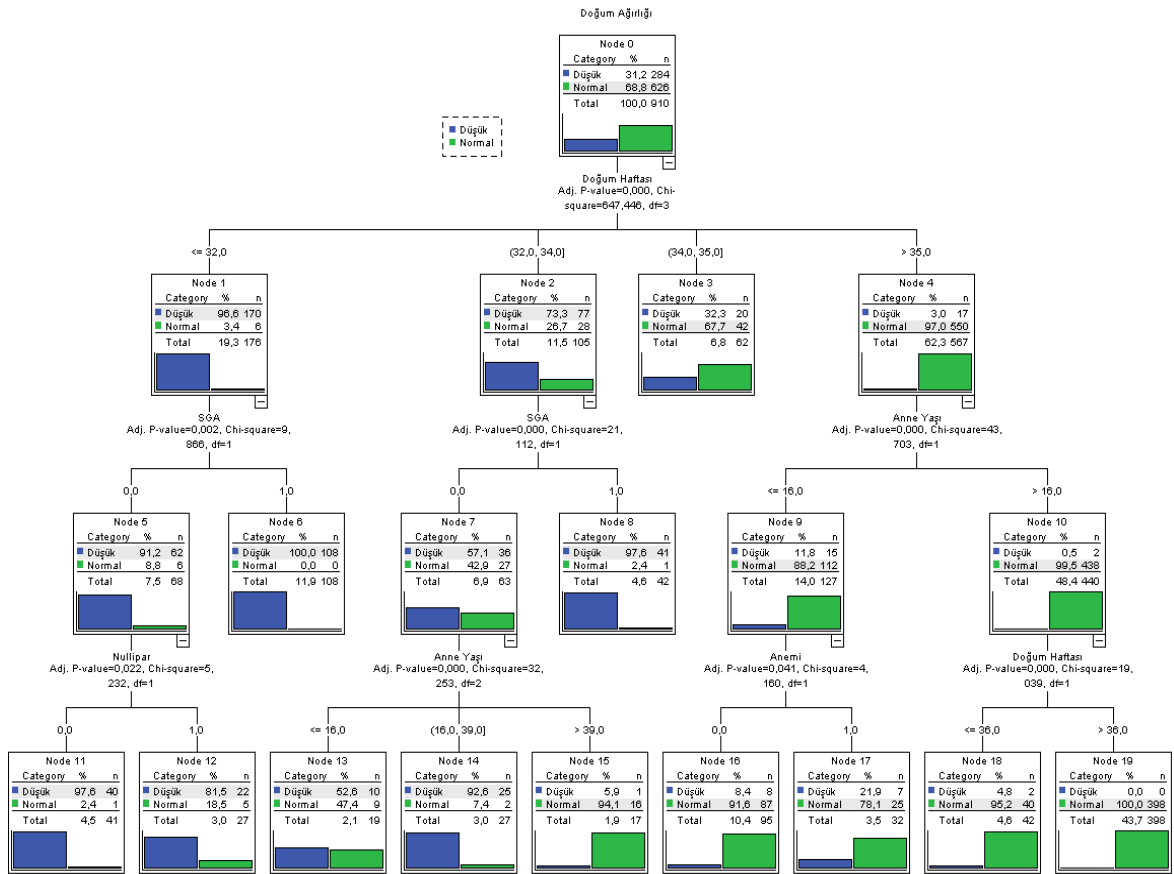 Doğum Ağırlığı
Node 0
Category % n
Düşük 31,2 284
Normal 68,8 626
Total 100,0 910
Düşük
Normal
Doğum Haftası
Adj. P-value=0,000, Chi-
square=647,446, df=3
<= 32,0
(32,0, 34,0]
(34,0, 35,0]
> 35,0
Node 1
Category % n
Düşük 96,6 170
Normal 3,4 6
Total 19,3 176
Node 2
Category % n
Düşük 73,3 77
Normal 26,7 28
Total 11,5 105
Node 3
Category % n
Düşük 32,3 20
Normal 67,7 42
Total 6,8 62
Node 4
Category % n
Düşük 3,0 17
Normal 97,0 550
Total 62,3 567
SGA
Adj. P-value=0,002, Chi-square=9,
866, df=1
SGA
Adj. P-value=0,000, Chi-square=21,
112, df=1
Anne Yaşı
Adj. P-value=0,000, Chi-square=43,
703, df=1
0,0
1,0
0,0
1,0
<= 16,0
> 16,0
Node 5
Category % n
Düşük 91,2 62
Normal 8,8 6
Total 7,5 68
Node 6
Category % n
Düşük 100,0 108
Normal 0,0 0
Total 11,9 108
Node 7
Category % n
Düşük 57,1 36
Normal 42,9 27
Total 6,9 63
Node 8
Category % n
Düşük 97,6 41
Normal 2,4 1
Total 4,6 42
Node 9
Category % n
Düşük 11,8 15
Normal 88,2 112
Total 14,0 127
Node 10
Category % n
Düşük 0,5 2
Normal 99,5 438
Total 48,4 440
Nullipar
Adj. P-value=0,022, Chi-square=5,
232, df=1
Anne Yaşı
Adj. P-value=0,000, Chi-square=32,
253, df=2
Anemi
Adj. P-value=0,041, Chi-square=4,
160, df=1
Doğum Haftası
Adj. P-value=0,000, Chi-square=19,
039, df=1
0,0
1,0
<= 16,0
(16,0, 39,0]
> 39,0
0,0
1,0
<= 36,0
> 36,0
Node 11
Category % n
Düşük 97,6 40
Normal 2,4 1
Total 4,5 41
Node 12
Category % n
Düşük 81,5 22
Normal 18,5 5
Total 3,0 27
Node 13
Category % n
Düşük 52,6 10
Normal 47,4 9
Total 2,1 19
Node 14
Category % n
Düşük 92,6 25
Normal 7,4 2
Total 3,0 27
Node 15
Category % n
Düşük 5,9 1
Normal 94,1 16
Total 1,9 17
Node 16
Category % n
Düşük 8,4 8
Normal 91,6 87
Total 10,4 95
Node 17
Category % n
Düşük 21,9 7
Normal 78,1 25
Total 3,5 32
Node 18
Category % n
Düşük 4,8 2
Normal 95,2 40
Total 4,6 42
Node 19
Category % n
Düşük 0,0 0
Normal 100,0 398
Total 43,7 398